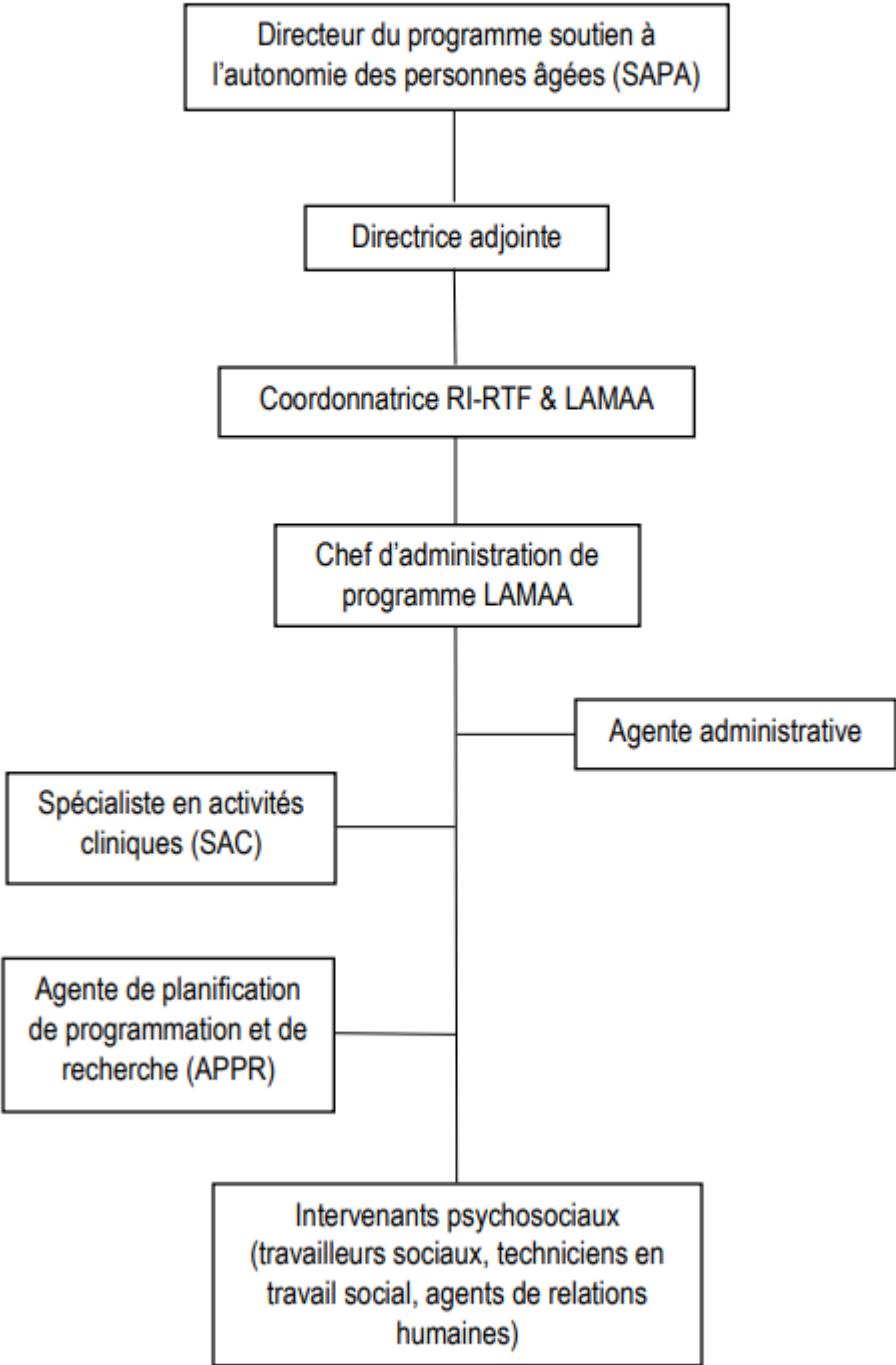 Directeur du programme soutien à
l'autonomie des personnes âgées (SAPA)
Directrice adjointe
Coordonnatrice RI-RTF & LAMAA
Chef d'administration de
programme LAMAA
Agente administrative
Spécialiste en activités
cliniques (SAC)
Agente de planification
de programmation et de
recherche (APPR)
Intervenants psychosociaux
(travailleurs sociaux, techniciens en
travail social, agents de relations
humaines)